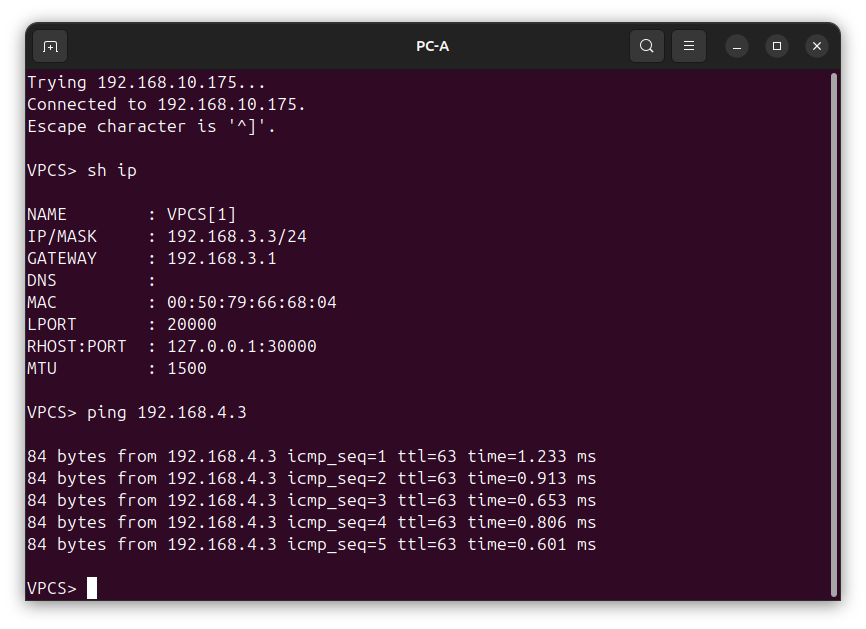 PC-A
Trying 192.168.10.175...
Connected to 192.168.10.175.
Escape character is '^]'.
VPCS> sh ip
NAME        : VPCS[1]
IP/MASK     : 192.168.3.3/24
GATEWAY     : 192.168.3.1
DNS         :
MAC         : 00:50:79:66:68:04
LPORT       : 20000
RHOST:PORT  : 127.0.0.1:30000
MTU         : 1500
VPCS> ping 192.168.4.3
84 bytes from 192.168.4.3 icmp_seq=1 ttl=63 time=1.233 ms
84 bytes from 192.168.4.3 icmp_seq=2 ttl=63 time=0.913 ms
84 bytes from 192.168.4.3 icmp_seq=3 ttl=63 time=0.653 ms
84 bytes from 192.168.4.3 icmp_seq=4 ttl=63 time=0.806 ms
84 bytes from 192.168.4.3 icmp_seq=5 ttl=63 time=0.601 ms
VPCS>